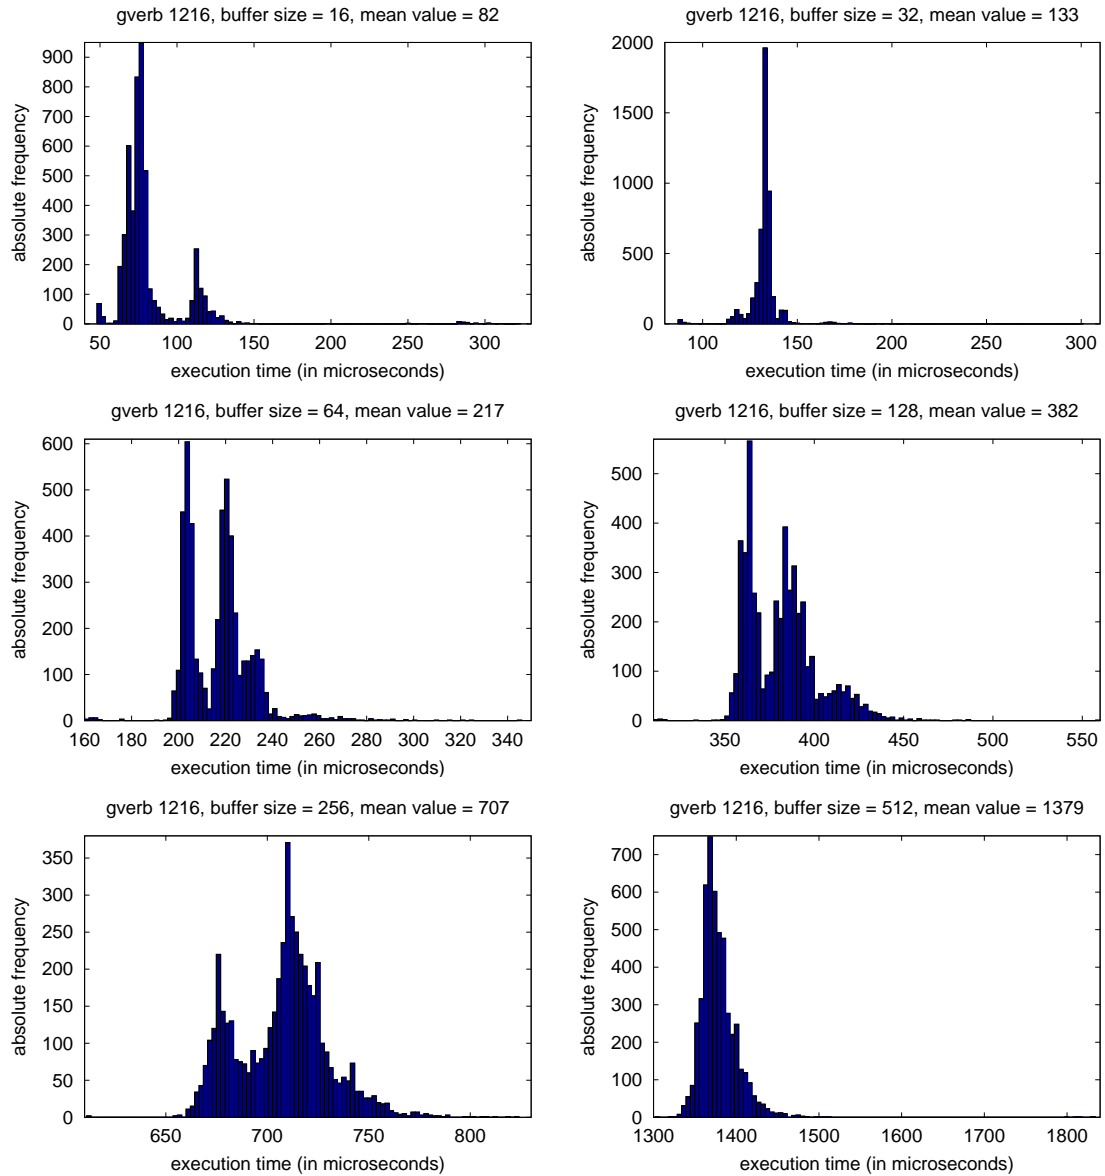 gverb 1216, buffer size = 16, mean value = 82
absolute frequency
900
800
700
600
500
400
300
200
100
0
50 100 150 200 250 300
execution time (in microseconds)
gverb 1216, buffer size = 32, mean value = 133
absolute frequency
2000
1500
1000
500
0
100 150 200 250 300
execution time (in microseconds)
gverb 1216, buffer size = 64, mean value = 217
absolute frequency
600
500
400
300
200
100
0
160 180 200 220 240 260 280 300 320 340
execution time (in microseconds)
gverb 1216, buffer size = 128, mean value = 382
absolute frequency
500
400
300
200
100
0
350 400 450 500 550
execution time (in microseconds)
gverb 1216, buffer size = 256, mean value = 707
absolute frequency
350
300
250
200
150
100
50
0
650 700 750 800
execution time (in microseconds)
gverb 1216, buffer size = 512, mean value = 1379
absolute frequency
700
600
500
400
300
200
100
0
1300 1400 1500 1600 1700 1800
execution time (in microseconds)